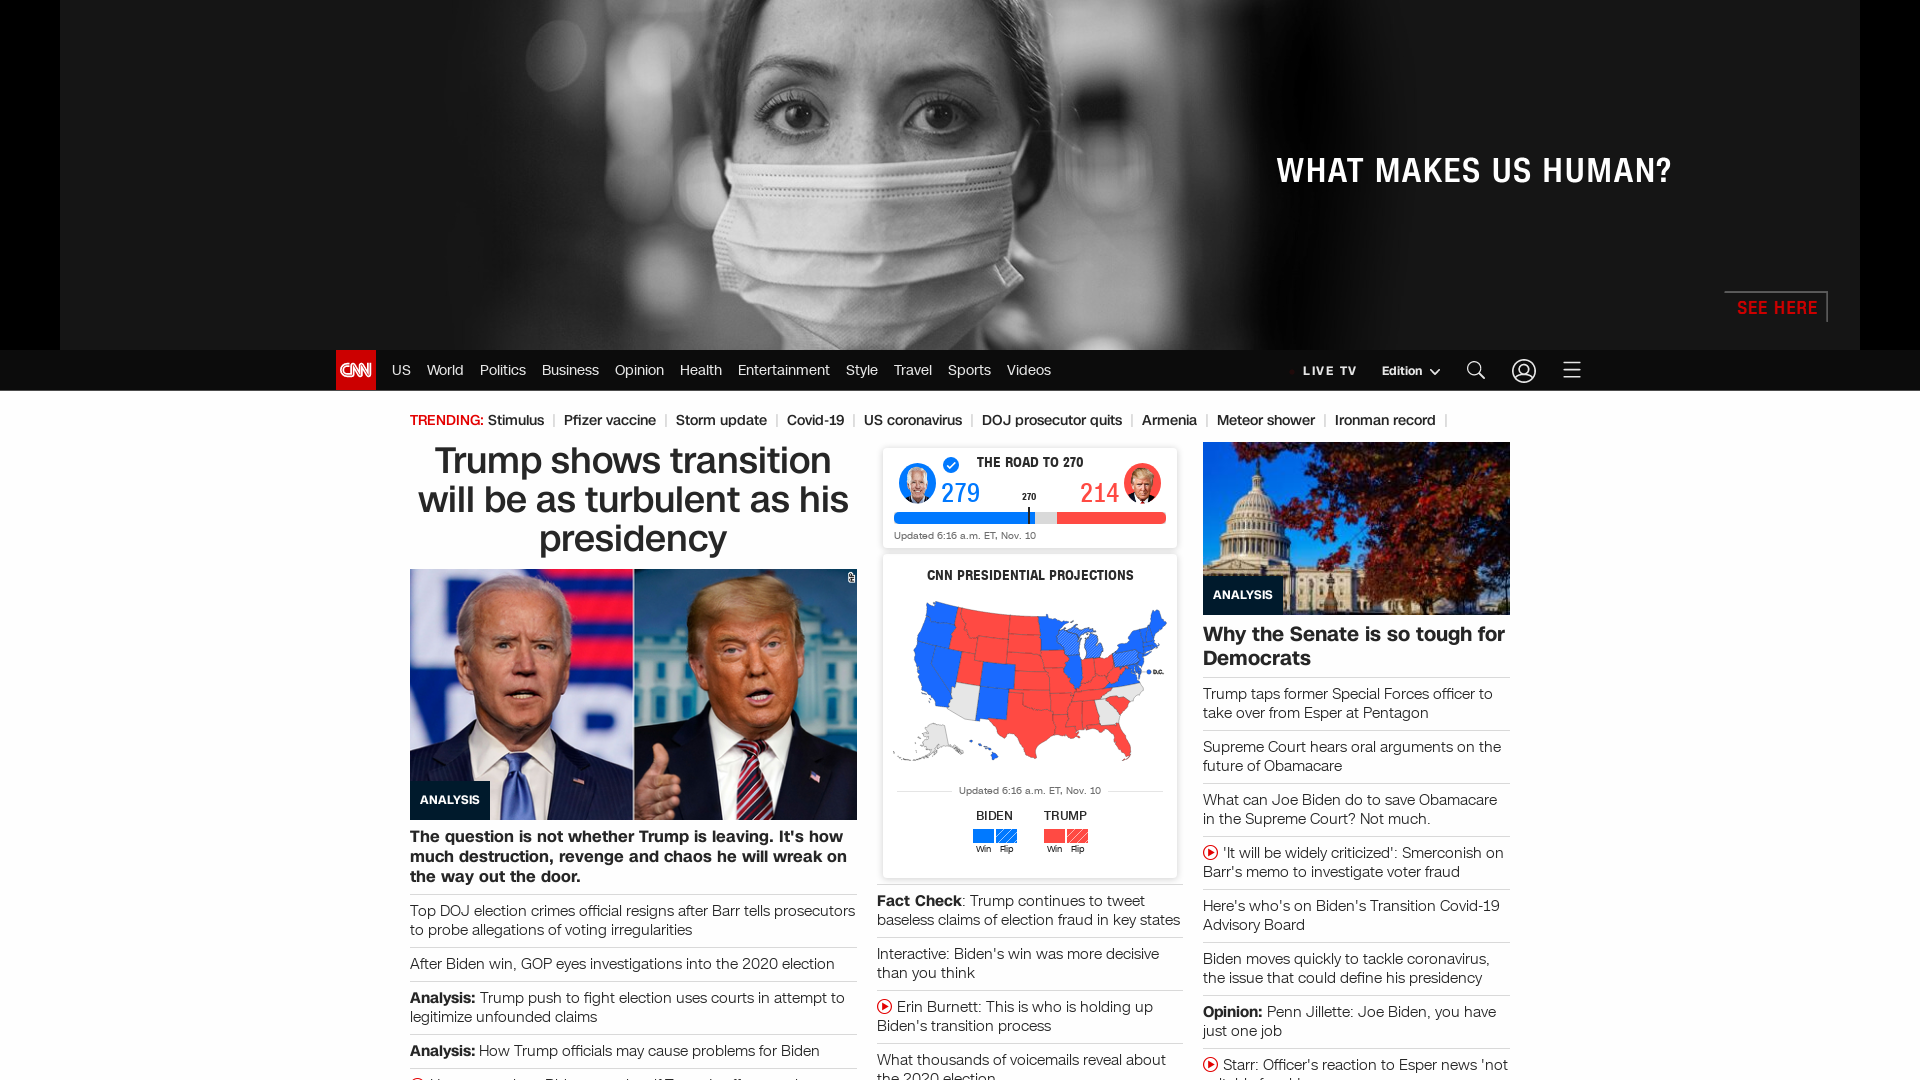 WHAT MAKES US HUMAN?
SEE HERE
CNN
US World Politics Business Opinion Health Entertainment Style Travel Sports Videos
LIVE TV Edition
TRENDING: Stimulus | Pfizer vaccine | Storm update | Covid-19 | US coronavirus | DOJ prosecutor quits | Armenia | Meteor shower | Ironman record |
Trump shows transition
will be as turbulent as his
presidency
ANALYSIS
The question is not whether Trump is leaving. It's how
much destruction, revenge and chaos he will wreak on
the way out the door.
Top DOJ election crimes official resigns after Barr tells prosecutors
to probe allegations of voting irregularities
After Biden win, GOP eyes investigations into the 2020 election
Analysis: Trump push to fight election uses courts in attempt to
legitimize unfounded claims
Analysis: How Trump officials may cause problems for Biden
THE ROAD TO 270
279
270
214
Updated 6:16 a.m. ET, Nov. 10
CNN PRESIDENTIAL PROJECTIONS
D.C.
Updated 6:16 a.m. ET, Nov. 10
BIDEN TRUMP
Win Flip Win Flip
Fact Check: Trump continues to tweet
baseless claims of election fraud in key states
Interactive: Biden's win was more decisive
than you think
Erin Burnett: This is who is holding up
Biden's transition process
What thousands of voicemails reveal about
the 2020 election
ANALYSIS
Why the Senate is so tough for
Democrats
Trump taps former Special Forces officer to
take over from Esper at Pentagon
Supreme Court hears oral arguments on the
future of Obamacare
What can Joe Biden do to save Obamacare
in the Supreme Court? Not much.
'It will be widely criticized': Smerconish on
Barr's memo to investigate voter fraud
Here's who's on Biden's Transition Covid-19
Advisory Board
Biden moves quickly to tackle coronavirus,
the issue that could define his presidency
Opinion: Penn Jillette: Joe Biden, you have
just one job
Starr: Officer's reaction to Esper news 'not